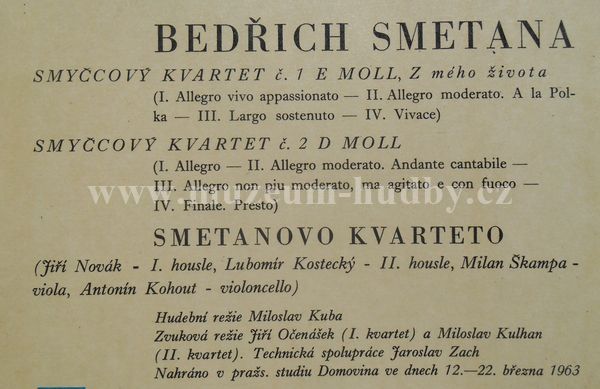 BEDŘICH SMETANA
SMYČCOVÝ KVARTET č. 1 E MOLL, Z mého života
(I. Allegro vivo appassionato — II. Allegro moderato. A la Pol-
ka — III. Largo sostenuto — IV. Vivace)
SMYČCOVÝ KVARTET č. 2 D MOLL
(I. Allegro — II. Allegro moderato. Andante cantabile —
III. Allegro non piu moderato, ma agitato e con fuoco —
IV. Finale. Presto)
www.muzeum-hudby.cz
SMETANOVO KVARTETO
(Jiří Novák - I. housle, Lubomír Kostecký - II. housle, Milan Škampa -
viola, Antonín Kohout - violoncello)
Hudební režie Miloslav Kuba
Zvuková režie Jiří Očenášek (I. kvartet) a Miloslav Kulhan
(II. kvartet). Technická spolupráce Jaroslav Zach
Nahráno v pražs. studiu Domovina ve dnech 12.—22. března 1963